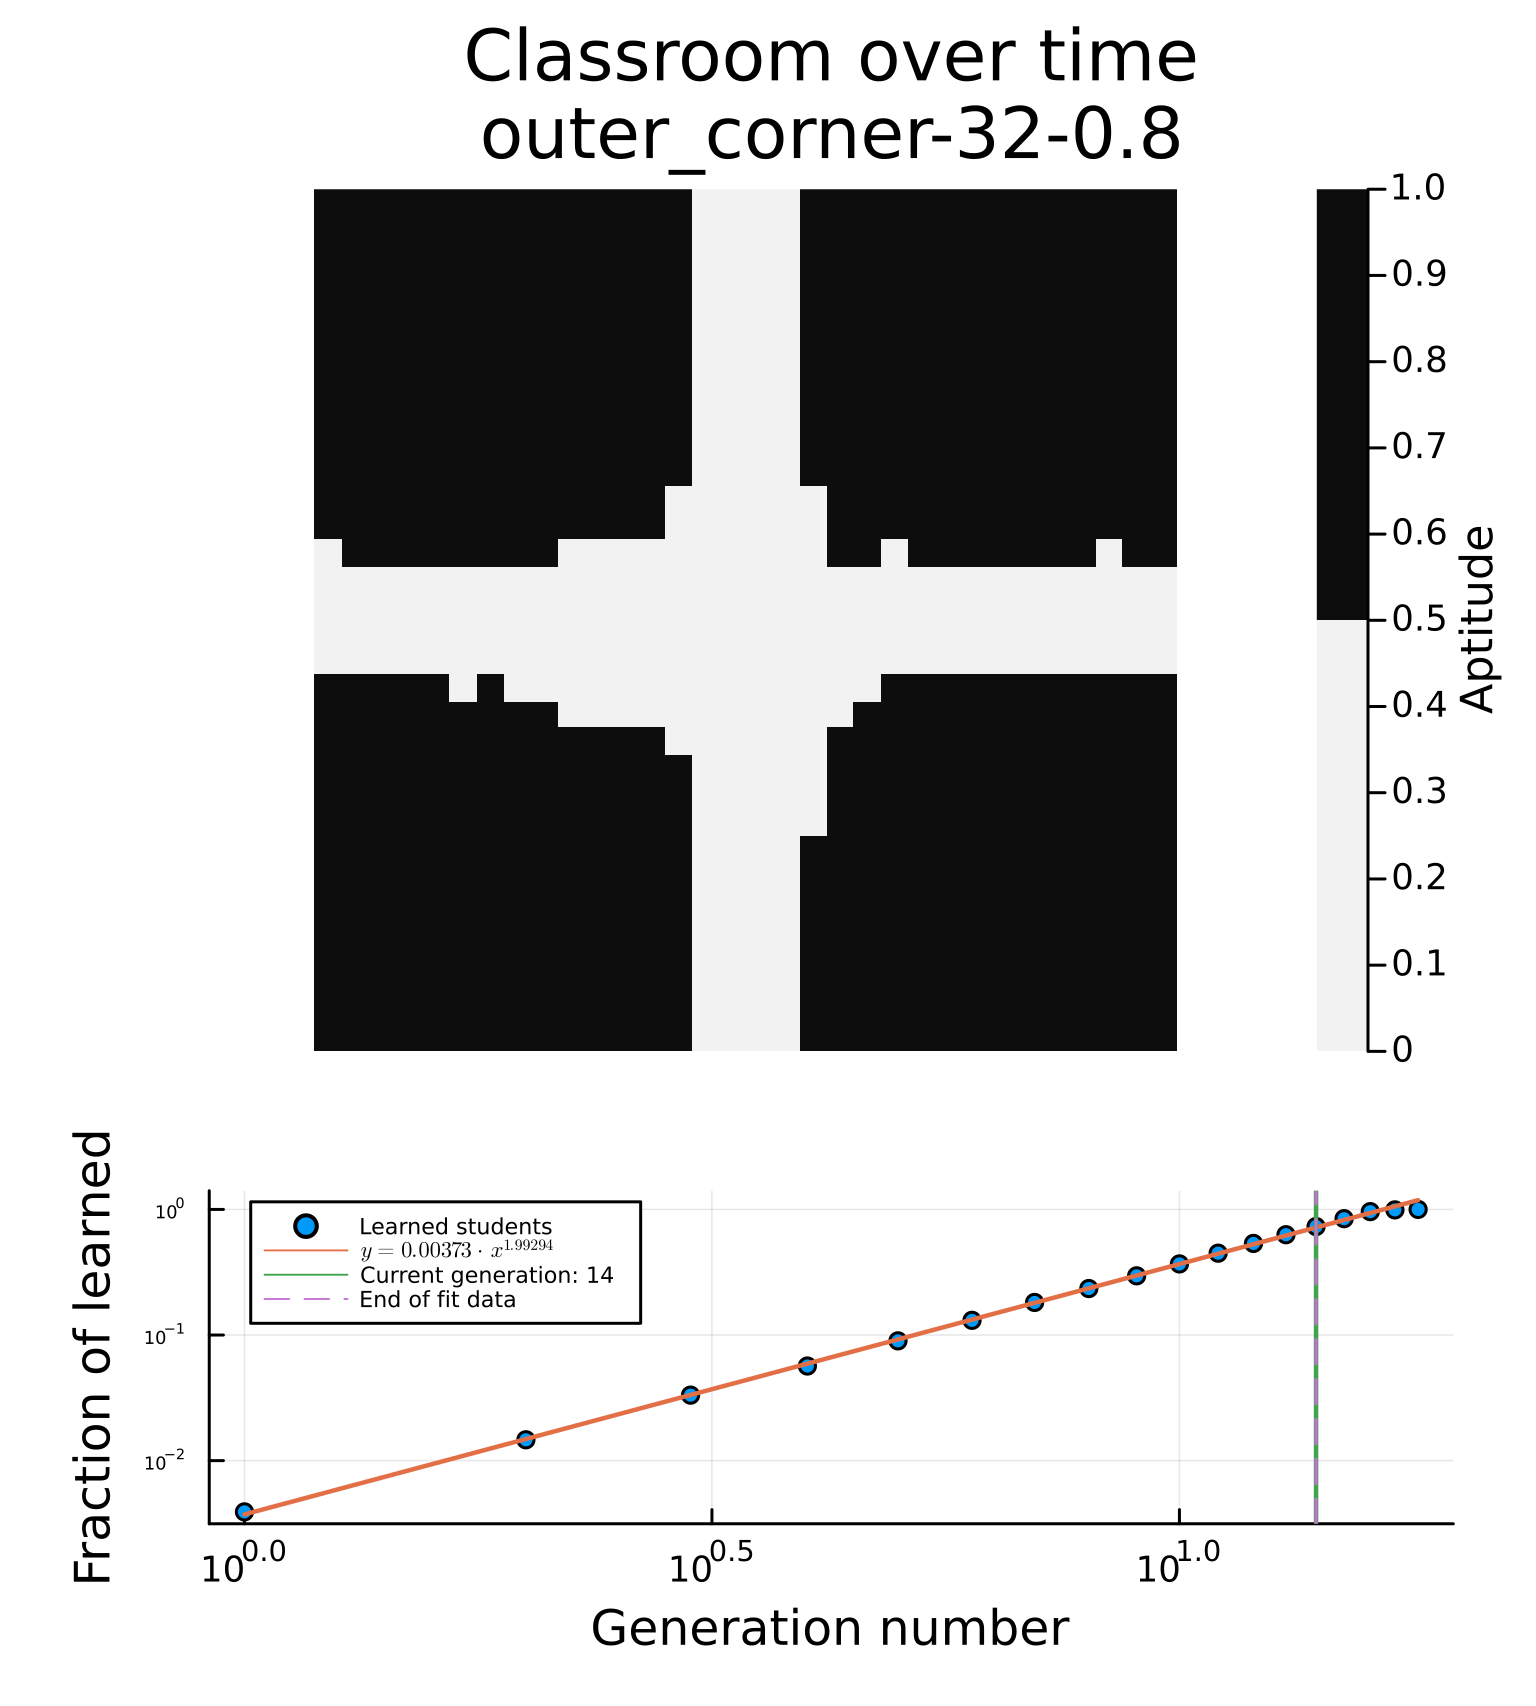 Classroom over time
outer_corner-32-0.8
1.0
0.9
0.8
0.7
0.6
0.5
0.4
0.3
0.2
0.1
0
Aptitude
Fraction of learned
10⁰
10⁻¹
10⁻²
Learned students
y = 0.00373 · x^1.99294
Current generation: 14
End of fit data
10^0.0
10^0.5
10^1.0
Generation number